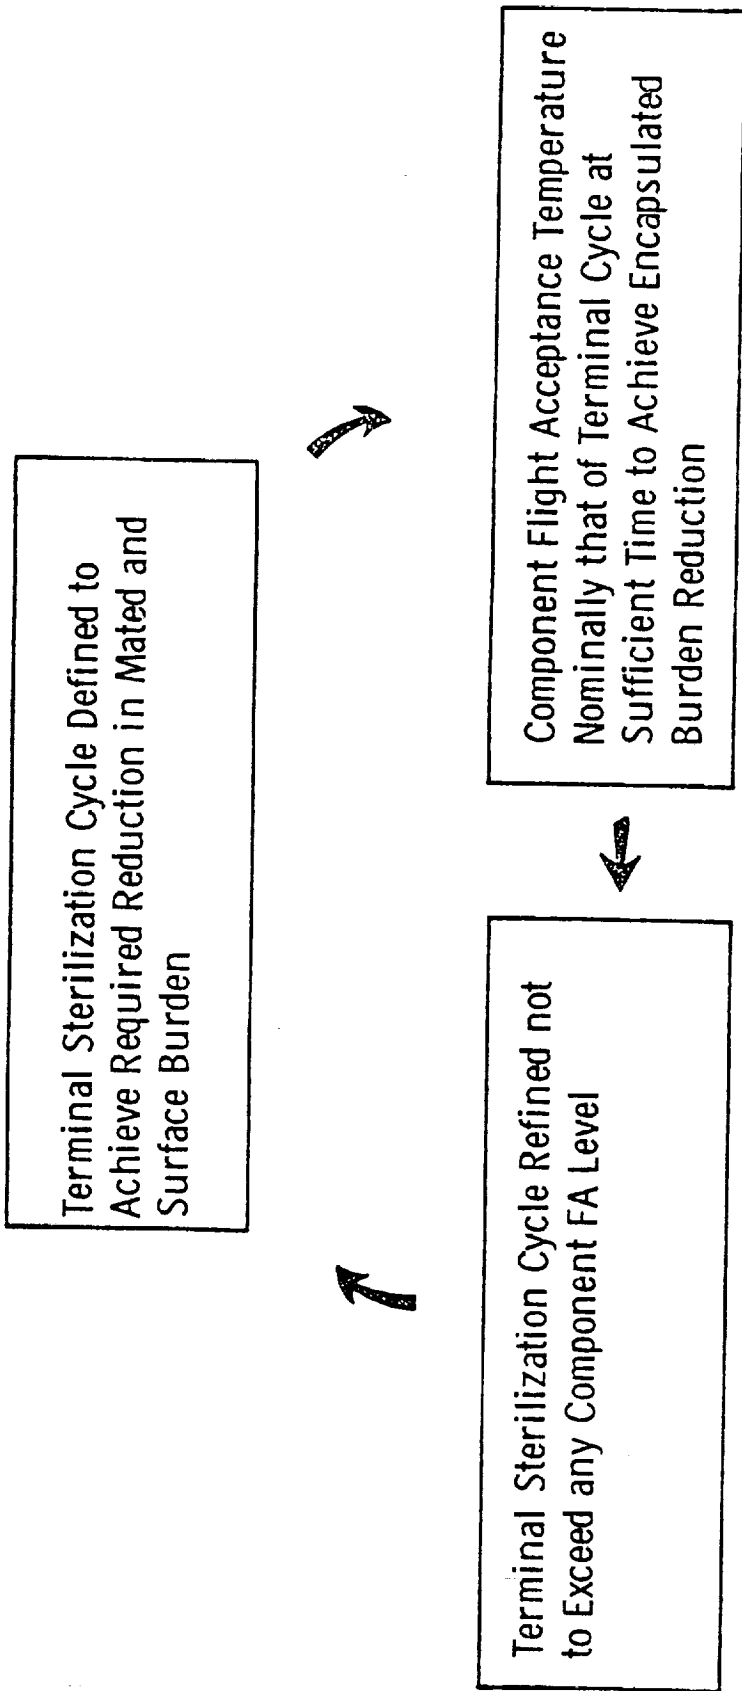 Terminal Sterilization Cycle Defined to
Achieve Required Reduction in Mated and
Surface Burden
Component Flight Acceptance Temperature
Nominally that of Terminal Cycle at
Sufficient Time to Achieve Encapsulated
Burden Reduction
Terminal Sterilization Cycle Refined not
to Exceed any Component FA Level